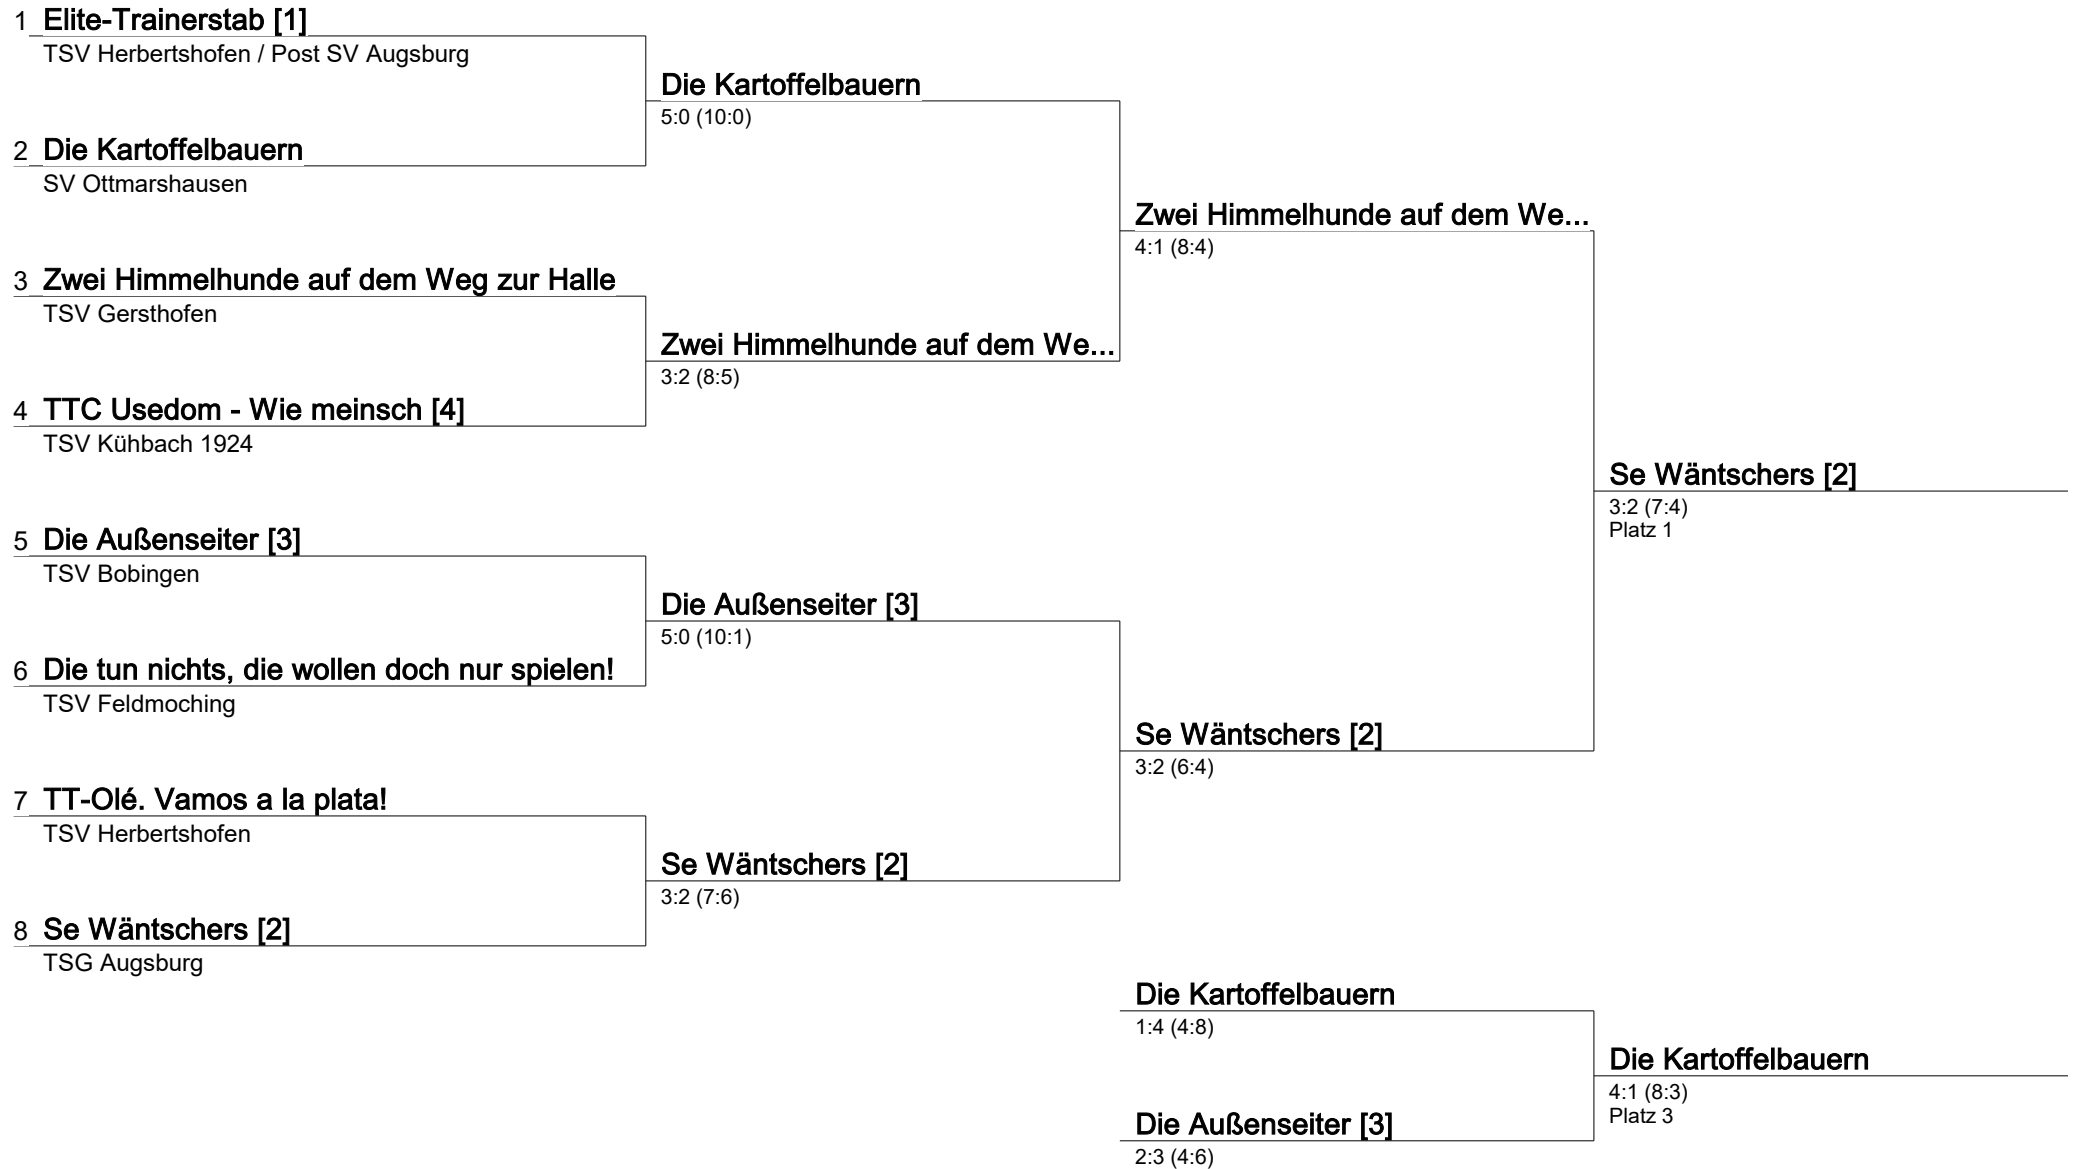 1 Elite-Trainerstab [1]
TSV Herbertshofen / Post SV Augsburg
Die Kartoffelbauern
5:0 (10:0)
2 Die Kartoffelbauern
SV Ottmarshausen
Zwei Himmelhunde auf dem We...
4:1 (8:4)
3 Zwei Himmelhunde auf dem Weg zur Halle
TSV Gersthofen
Zwei Himmelhunde auf dem We...
3:2 (8:5)
4 TTC Usedom - Wie meinsch [4]
TSV Kühbach 1924
Se Wäntschers [2]
3:2 (7:4)
Platz 1
5 Die Außenseiter [3]
TSV Bobingen
Die Außenseiter [3]
5:0 (10:1)
6 Die tun nichts, die wollen doch nur spielen!
TSV Feldmoching
Se Wäntschers [2]
3:2 (6:4)
7 TT-Olé. Vamos a la plata!
TSV Herbertshofen
Se Wäntschers [2]
3:2 (7:6)
8 Se Wäntschers [2]
TSG Augsburg
Die Kartoffelbauern
1:4 (4:8)
Die Kartoffelbauern
4:1 (8:3)
Platz 3
Die Außenseiter [3]
2:3 (4:6)